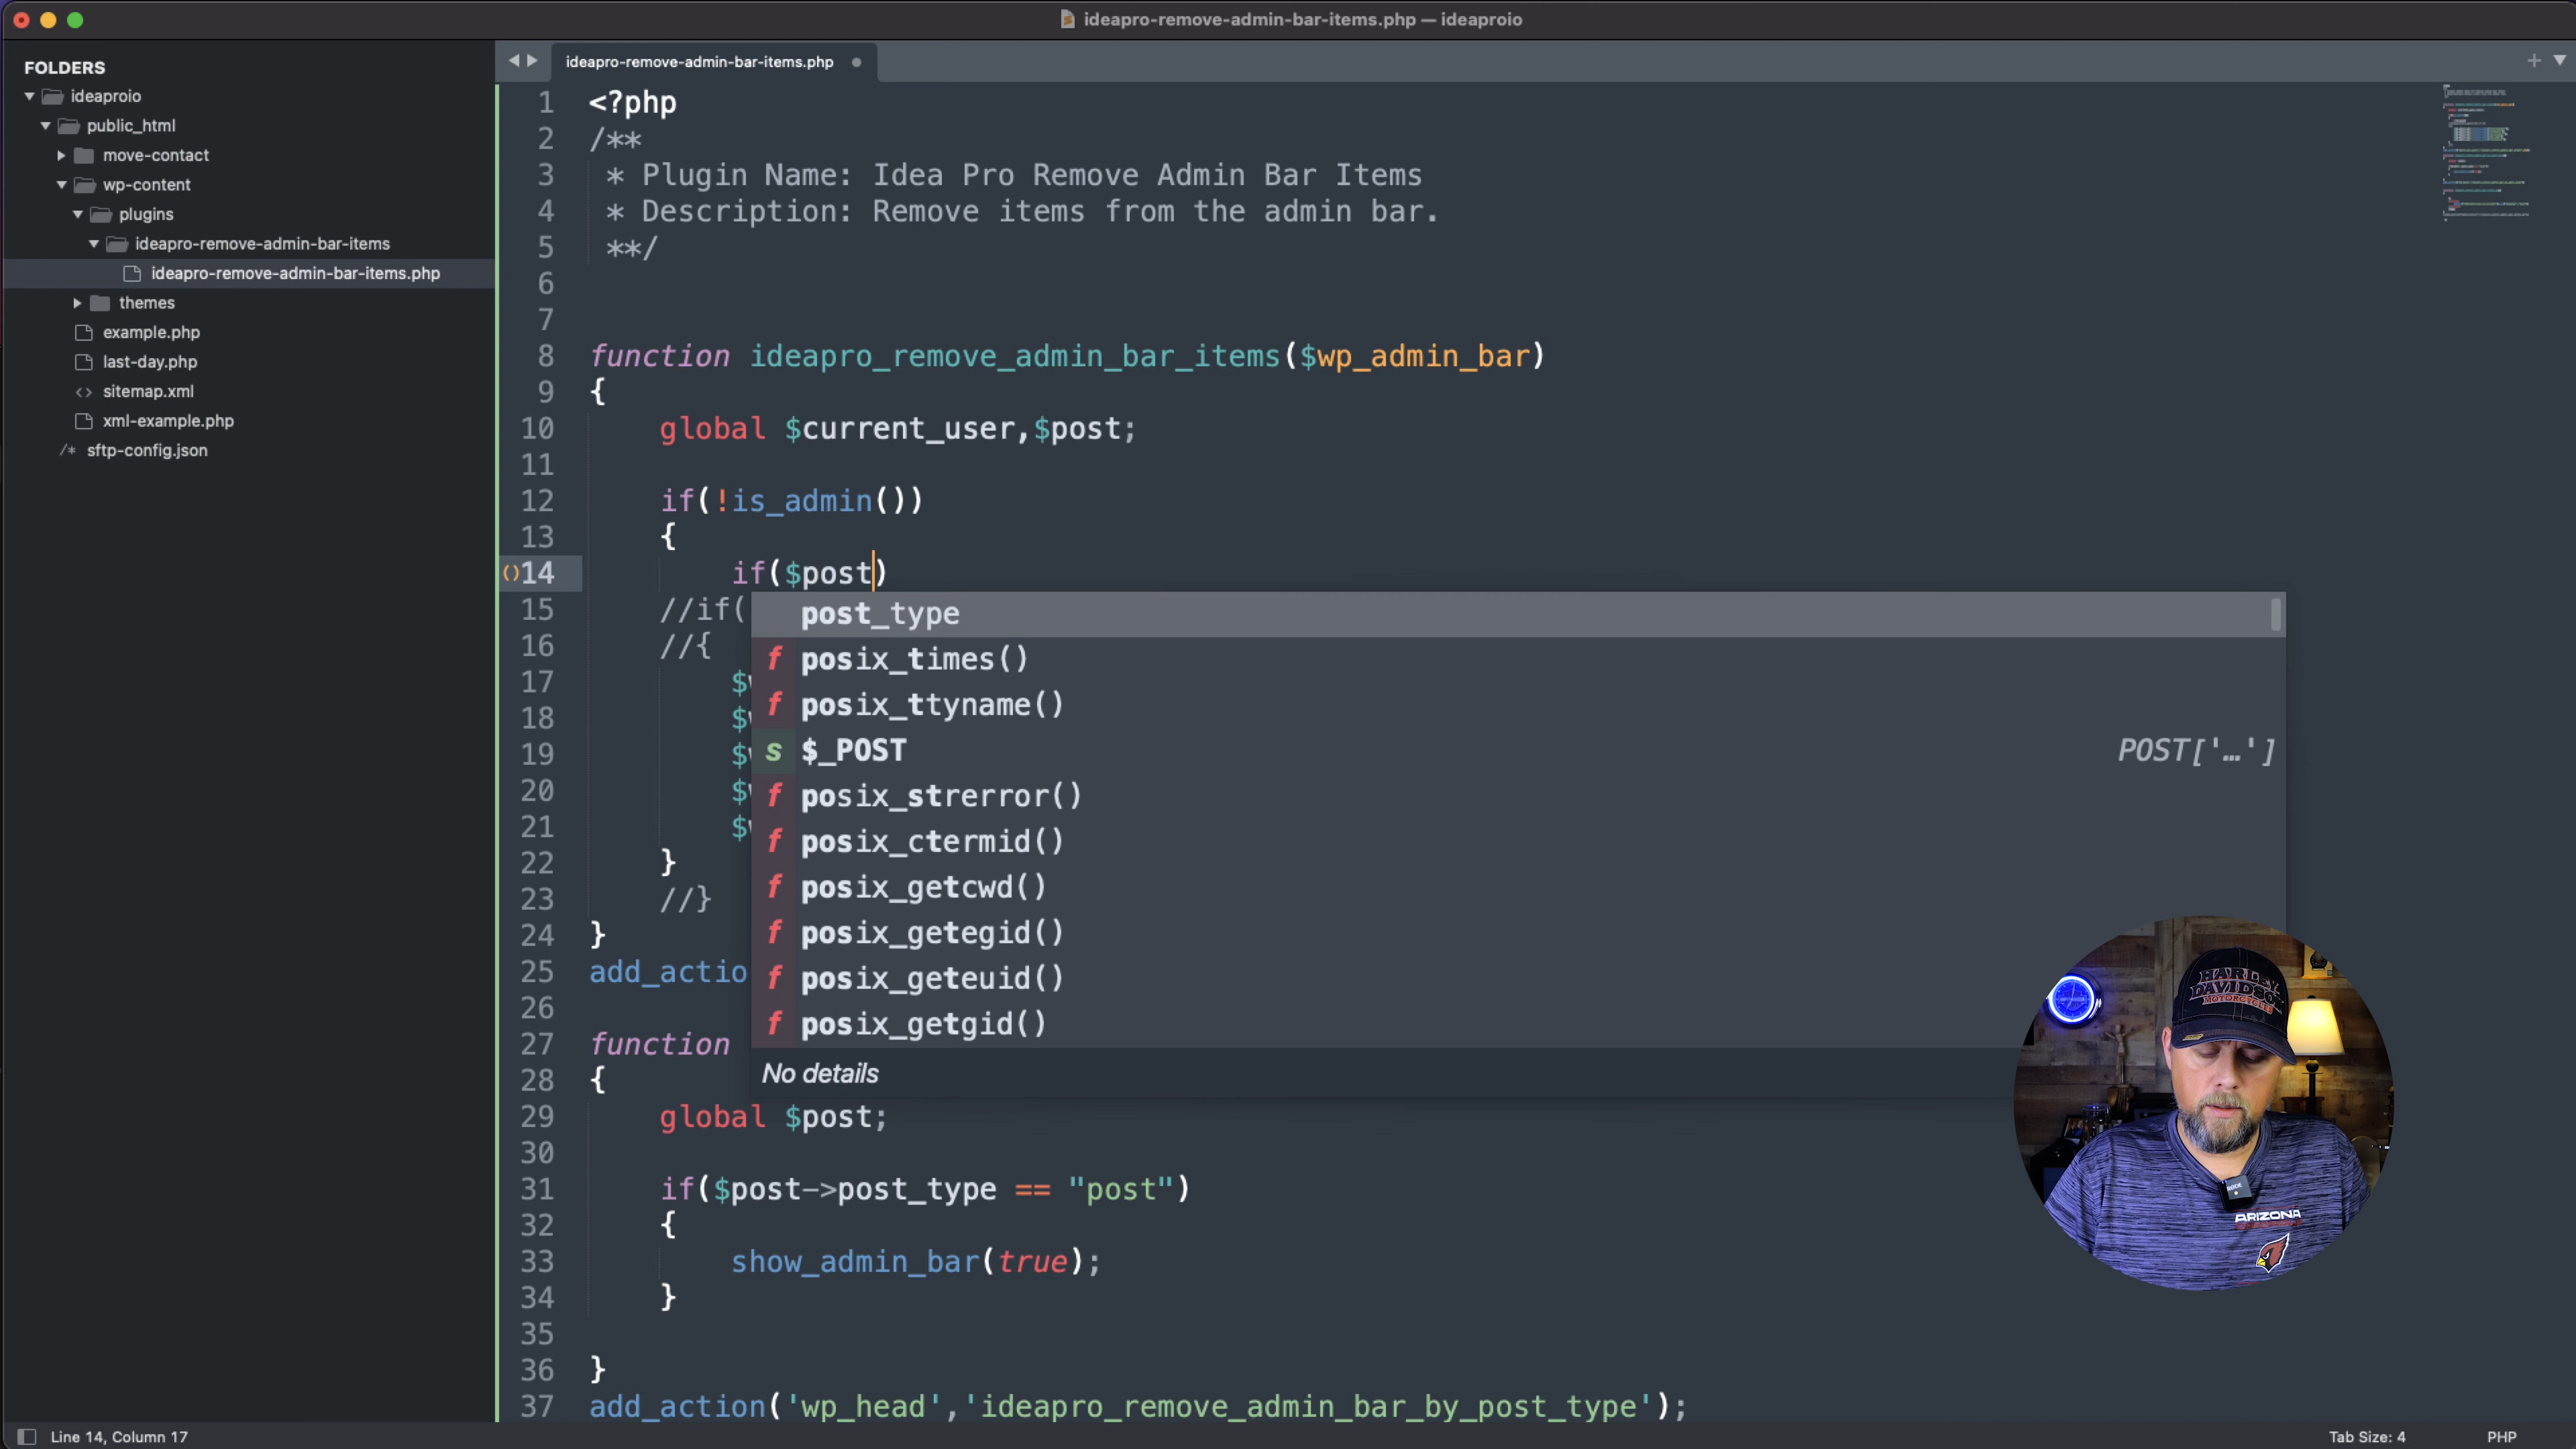 ideapro-remove-admin-bar-items.php — ideaproio
FOLDERS
ideaproio
public_html
move-contact
wp-content
plugins
ideapro-remove-admin-bar-items
ideapro-remove-admin-bar-items.php
themes
example.php
last-day.php
<> sitemap.xml
xml-example.php
/* sftp-config.json
ideapro-remove-admin-bar-items.php
1 <?php
2 /**
3 * Plugin Name: Idea Pro Remove Admin Bar Items
4 * Description: Remove items from the admin bar.
5 **/
6
7
8 function ideapro_remove_admin_bar_items($wp_admin_bar)
9 {
10 global $current_user,$post;
11
12 if(!is_admin())
13 {
()14 if($post)
15 //if(
16 //{
17 $
18 $
19 $
20 $
21 $
22 }
23 //}
24 }
25 add_actio
26
27 function
28 {
29 global $post;
30
31 if($post->post_type == "post")
32 {
33 show_admin_bar(true);
34 }
35
36 }
37 add_action('wp_head','ideapro_remove_admin_bar_by_post_type');
post_type
f posix_times()
f posix_ttyname()
s $_POST POST['…']
f posix_strerror()
f posix_ctermid()
f posix_getcwd()
f posix_getegid()
f posix_geteuid()
f posix_getgid()
No details
HARLEY
DAVIDSON
MOTORCYCLES
RODE
ARIZONA
Line 14, Column 17
Tab Size: 4
PHP